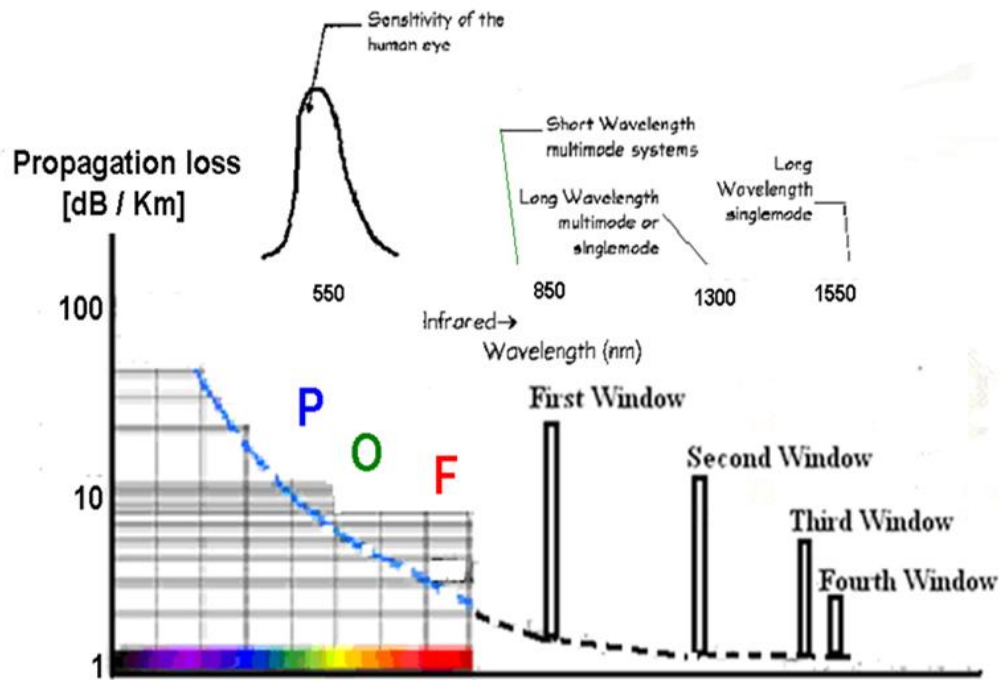 Sensitivity of the
human eye
Propagation loss
[dB / Km]
Short Wavelength
multimode systems
Long Wavelength
multimode or
singlemode
Long
Wavelength
singlemode
550
850
1300
1550
Infrared→
Wavelength (nm)
100
10
1
P
O
F
First Window
Second Window
Third Window
Fourth Window